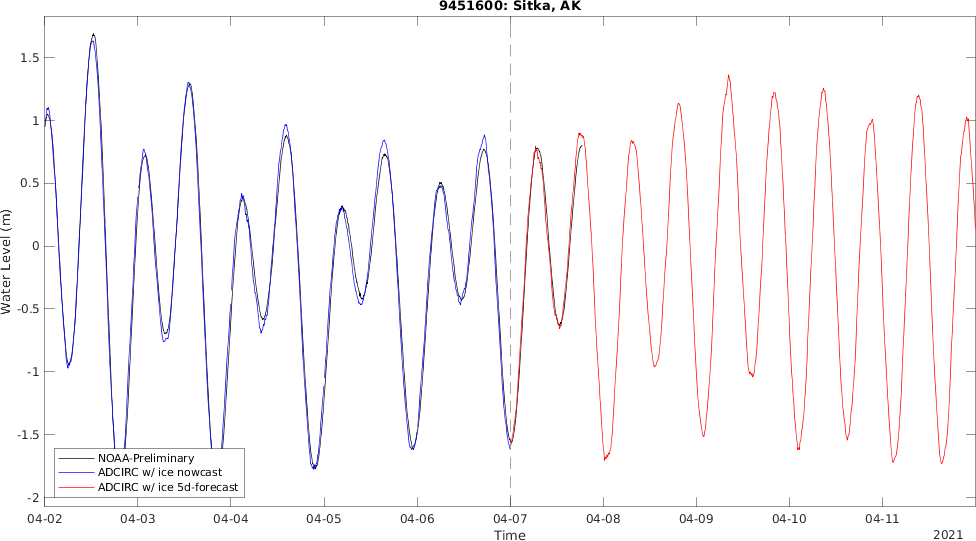 9451600: Sitka, AK
Water Level (m)
1.5
1
0.5
0
-0.5
-1
-1.5
-2
NOAA-Preliminary
ADCIRC w/ ice nowcast
ADCIRC w/ ice 5d-forecast
04-02 04-03 04-04 04-05 04-06 04-07 04-08 04-09 04-10 04-11
Time
2021